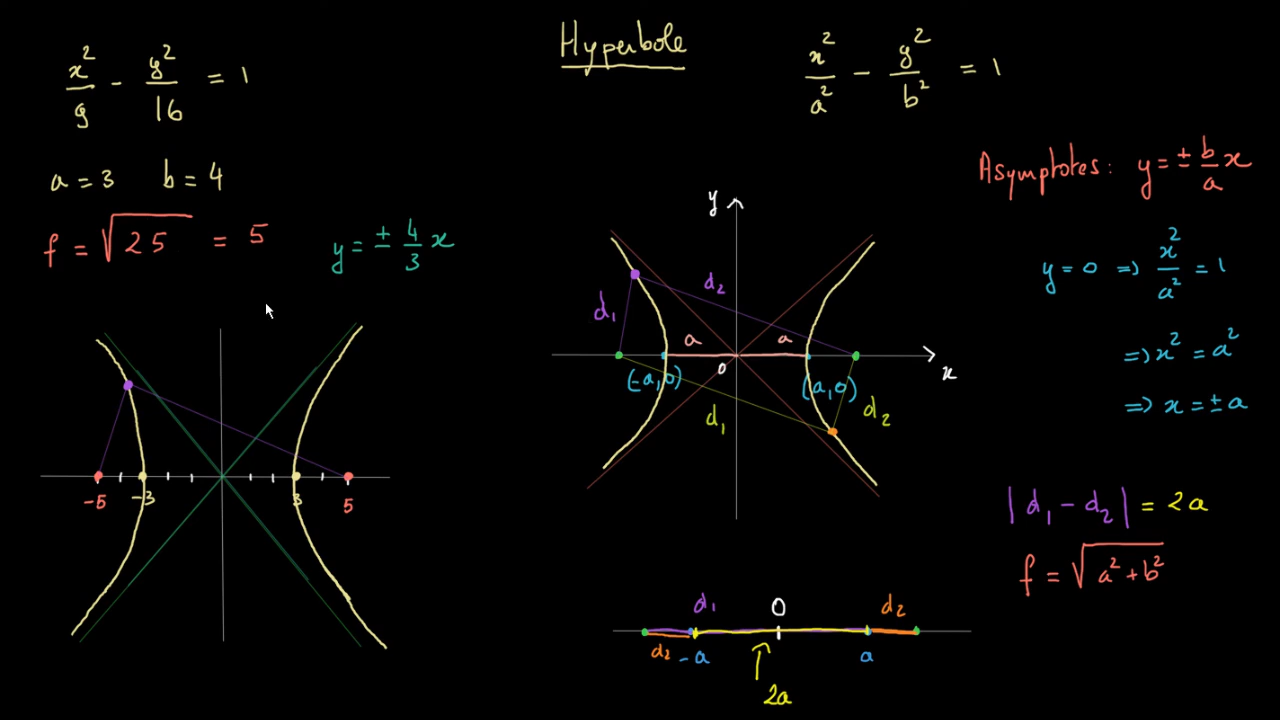 Hyperbole
x²/9 - y²/16 = 1
a = 3 b = 4
f = √25 = 5
y = ± 4/3 x
-5 -3 3 5
x²/a² - y²/b² = 1
y
d₁ d₂
a a
0 x
(-a,0) (a,0)
d₁ d₂
Asymptotes: y = ± b/a x
y = 0 => x²/a² = 1
=> x² = a²
=> x = ± a
|d₁ - d₂| = 2a
f = √a² + b²
d₁ 0 d₂
d₂ -a a
2a